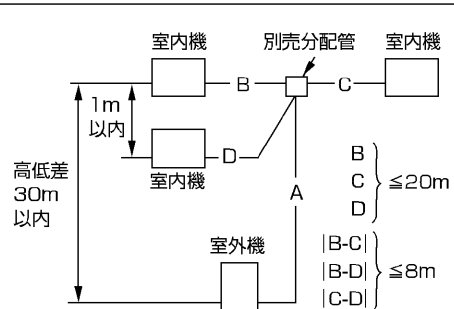 室内機
別売分配管
室内機
B
C
1m
以内
D
室内機
高低差
30m
以内
A
室外機
B
C
D
≦20m
|B-C|
|B-D|
|C-D|
≦8m